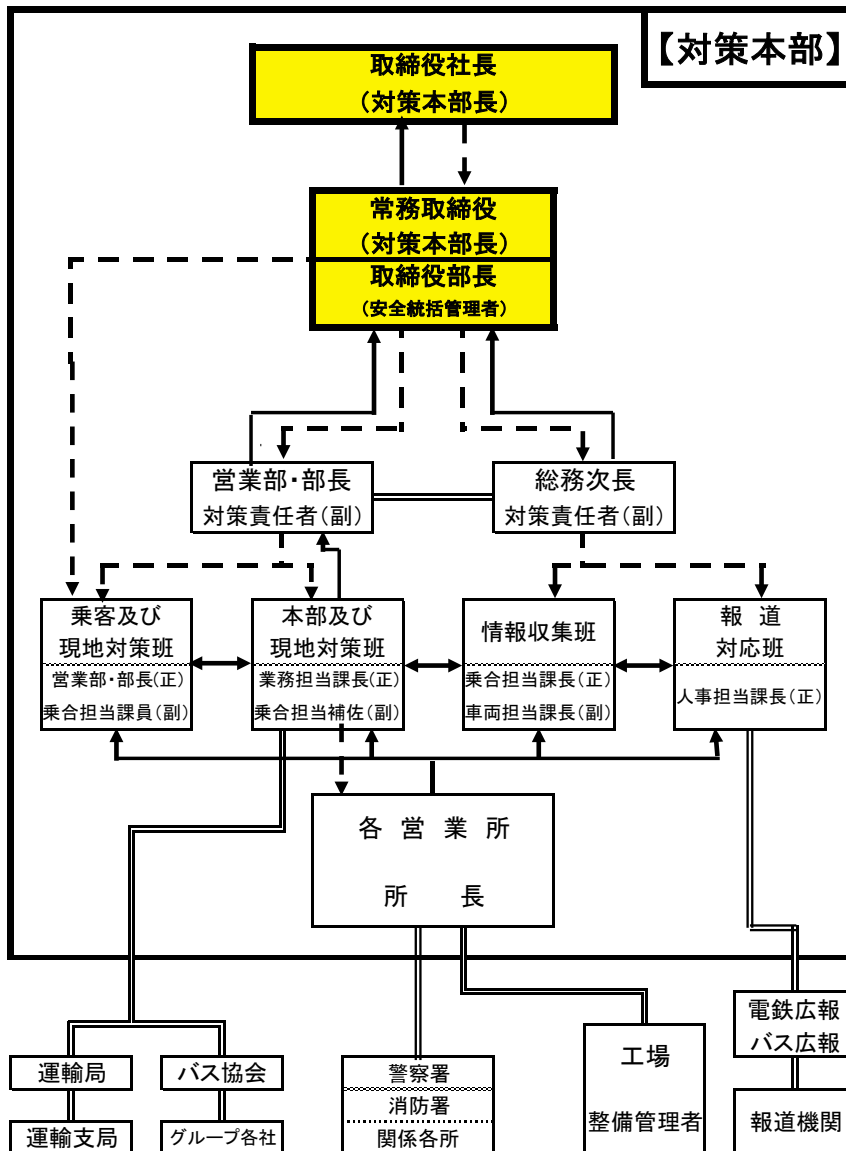 【対策本部】
取締役社長
(対策本部長)
常務取締役
(対策本部長)
取締役部長
(安全統括管理者)
営業部・部長
対策責任者(副)
総務次長
対策責任者(副)
乗客及び
現地対策班
営業部・部長(正)
乗合担当課員(副)
本部及び
現地対策班
業務担当課長(正)
乗合担当補佐(副)
情報収集班
乗合担当課長(正)
車両担当課長(副)
報 道
対応班
人事担当課長(正)
各 営 業 所
所 長
運輸局
運輸支局
バス協会
グループ各社
警察署
消防署
関係各所
工場
整備管理者
電鉄広報
バス広報
報道機関